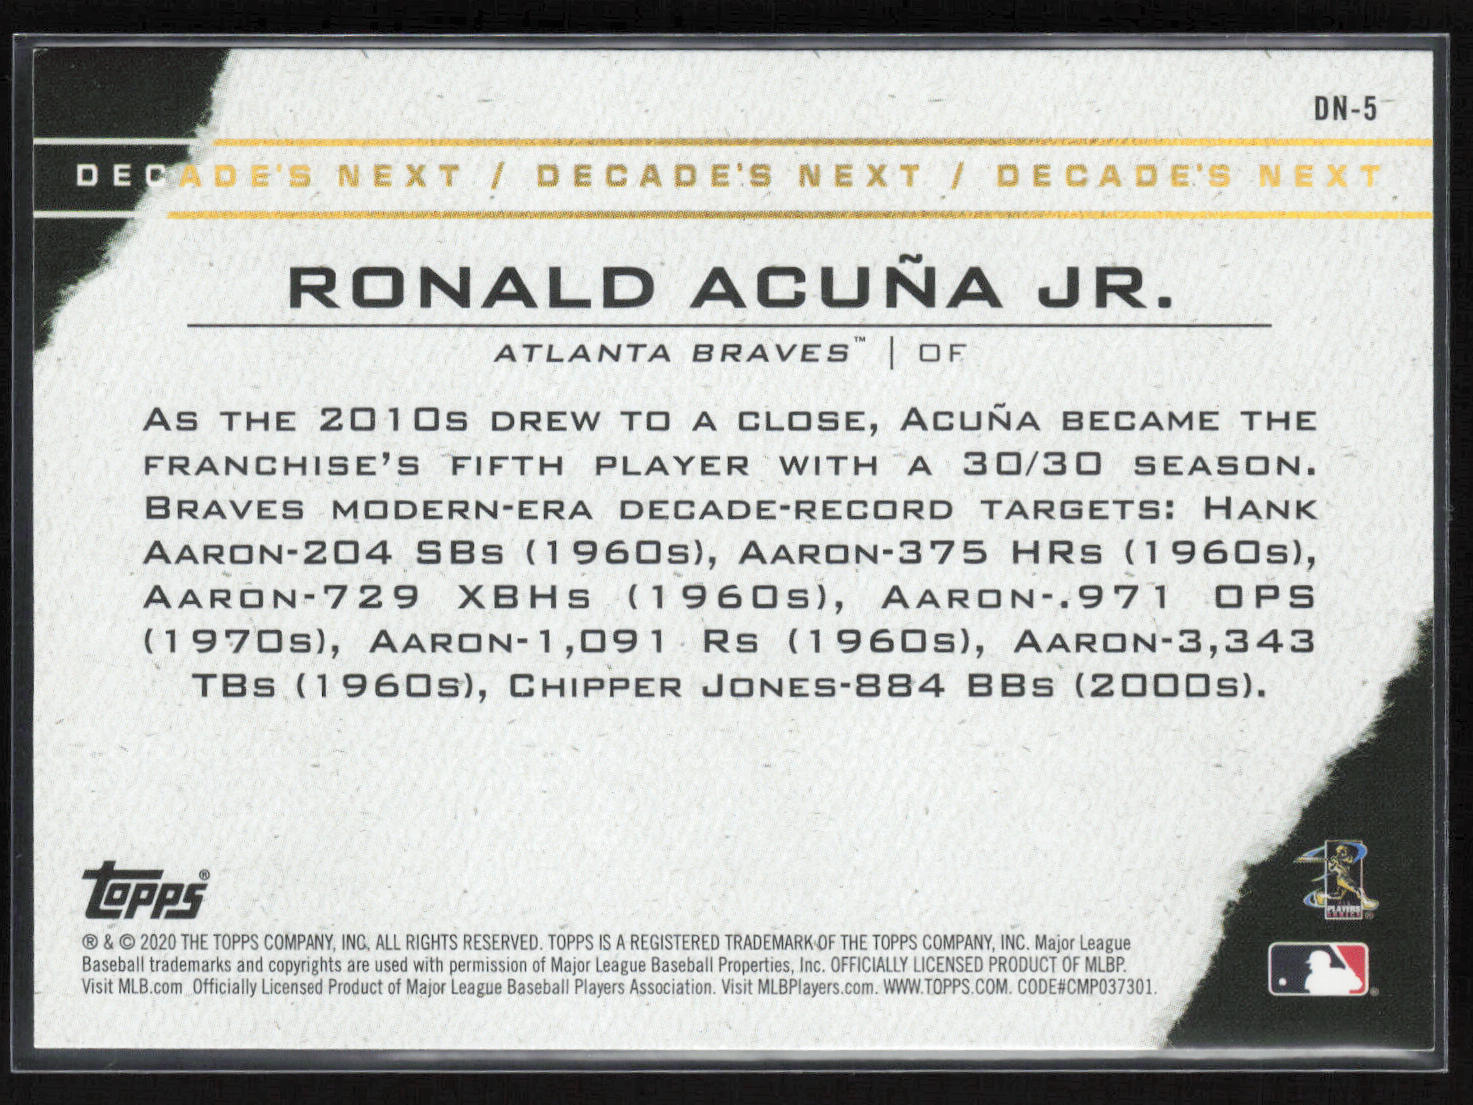 DN-5
DECADE'S NEXT / DECADE'S NEXT / DECADE'S NEXT
RONALD ACUÑA JR.
ATLANTA BRAVES™ | OF
AS THE 2010S DREW TO A CLOSE, ACUÑA BECAME THE
FRANCHISE'S FIFTH PLAYER WITH A 30/30 SEASON.
BRAVES MODERN-ERA DECADE-RECORD TARGETS: HANK
AARON-204 SBS (1960S), AARON-375 HRS (1960S),
AARON-729 XBHS (1960S), AARON-.971 OPS
(1970S), AARON-1,091 RS (1960S), AARON-3,343
TBS (1960S), CHIPPER JONES-884 BBS (2000S).
TOPPS®
® & © 2020 THE TOPPS COMPANY, INC. ALL RIGHTS RESERVED. TOPPS IS A REGISTERED TRADEMARK OF THE TOPPS COMPANY, INC. Major League
Baseball trademarks and copyrights are used with permission of Major League Baseball Properties, Inc. OFFICIALLY LICENSED PRODUCT OF MLBP.
Visit MLB.com Officially Licensed Product of Major League Baseball Players Association. Visit MLBPlayers.com. WWW.TOPPS.COM. CODE#CMP037301.
PLAYERS
CHOICE®
®